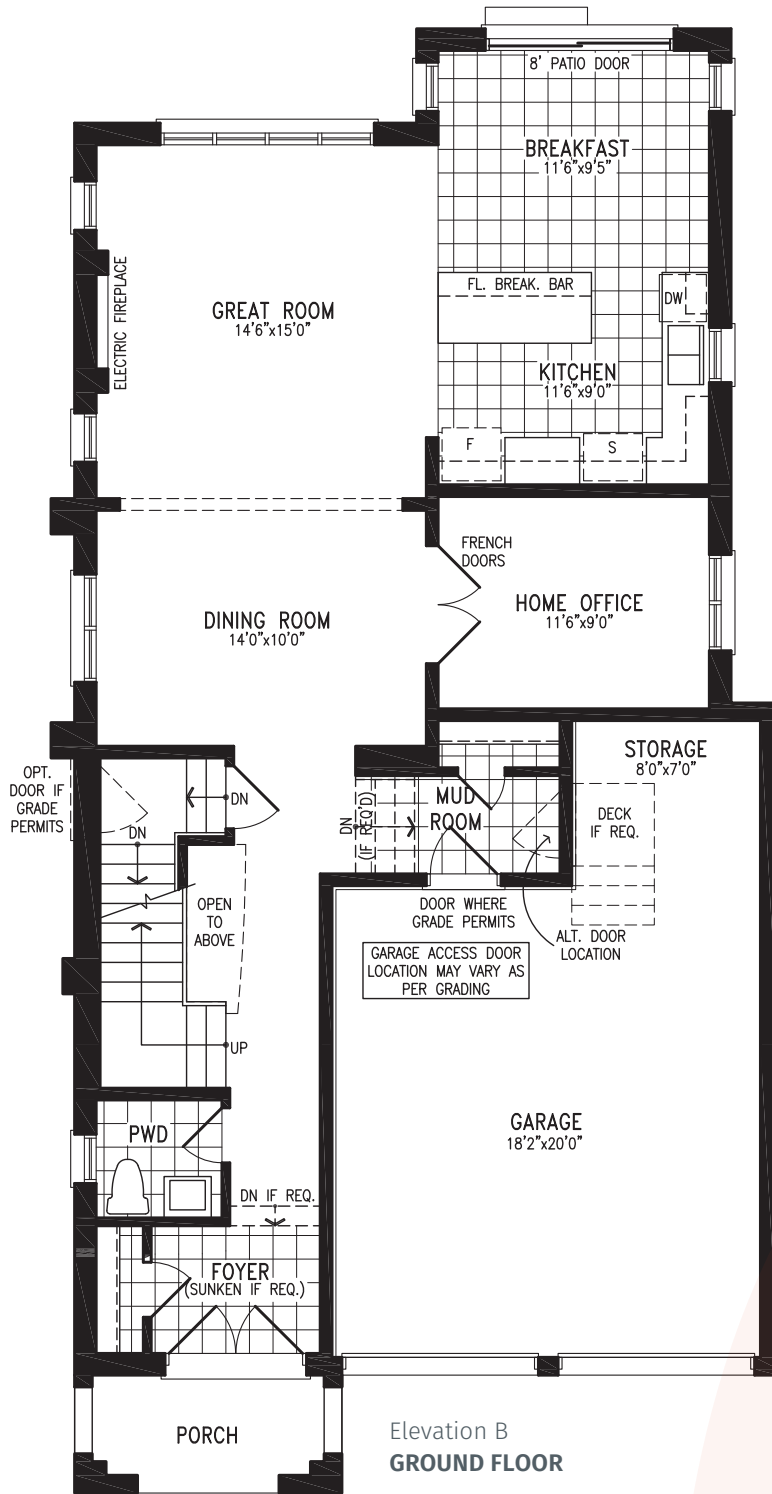 8' PATIO DOOR
BREAKFAST
11'6"x9'5"
ELECTRIC FIREPLACE
GREAT ROOM
14'6"x15'0"
FL. BREAK. BAR
DW
KITCHEN
11'6"x9'0"
F
S
FRENCH
DOORS
DINING ROOM
14'0"x10'0"
HOME OFFICE
11'6"x9'0"
OPT.
DOOR IF
GRADE
PERMITS
DN
DN
DN
(IF REQ'D)
MUD
ROOM
STORAGE
8'0"x7'0"
DECK
IF REQ.
OPEN
TO
ABOVE
DOOR WHERE
GRADE PERMITS
ALT. DOOR
LOCATION
GARAGE ACCESS DOOR
LOCATION MAY VARY AS
PER GRADING
UP
PWD
GARAGE
18'2"x20'0"
DN IF REQ.
FOYER
(SUNKEN IF REQ.)
PORCH
Elevation B
GROUND FLOOR